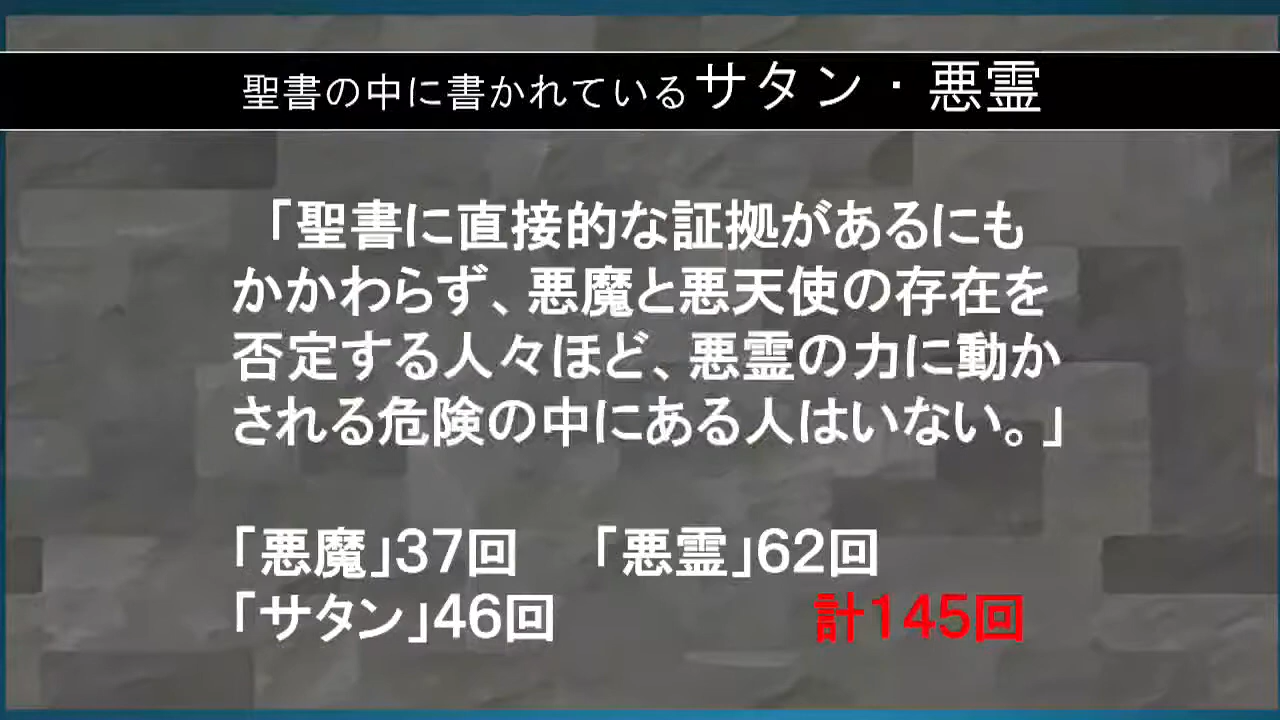 聖書の中に書かれているサタン・悪霊
「聖書に直接的な証拠があるにも
かかわらず、悪魔と悪天使の存在を
否定する人々ほど、悪霊の力に動か
される危険の中にある人はいない。」
「悪魔」37回 「悪霊」62回
「サタン」46回 計145回